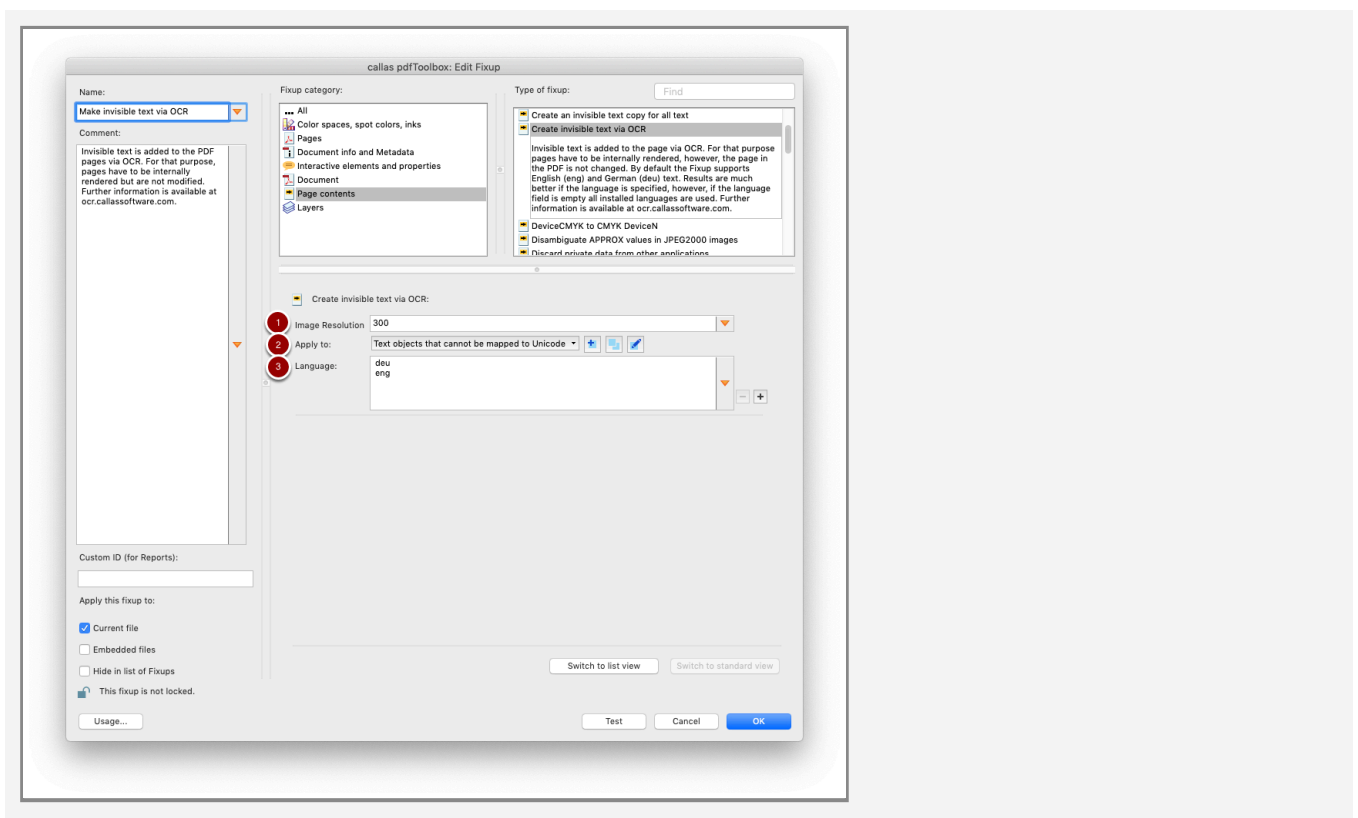 callas pdfToolbox: Edit Fixup
Name:
Make invisible text via OCR
Comment:
Invisible text is added to the PDF
pages via OCR. For that purpose,
pages have to be internally
rendered but are not modified.
Further information is available at
ocr.callassoftware.com.
Custom ID (for Reports):
Apply this fixup to:
Current file
Embedded files
Hide in list of Fixups
This fixup is not locked.
Usage...
Fixup category:
... All
Color spaces, spot colors, inks
Pages
Document info and Metadata
Interactive elements and properties
Document
Page contents
Layers
Type of fixup:
Find
Create an invisible text copy for all text
Create invisible text via OCR
Invisible text is added to the page via OCR. For that purpose
pages have to be internally rendered, however, the page in
the PDF is not changed. By default the Fixup supports
English (eng) and German (deu) text. Results are much
better if the language is specified, however, if the language
field is empty all installed languages are used. Further
information is available at ocr.callassoftware.com.
DeviceCMYK to CMYK DeviceN
Disambiguate APPROX values in JPEG2000 images
Discard private data from other applications
Create invisible text via OCR:
1 Image Resolution 300
2 Apply to: Text objects that cannot be mapped to Unicode
3 Language: deu
eng
Switch to list view
Switch to standard view
Test
Cancel
OK